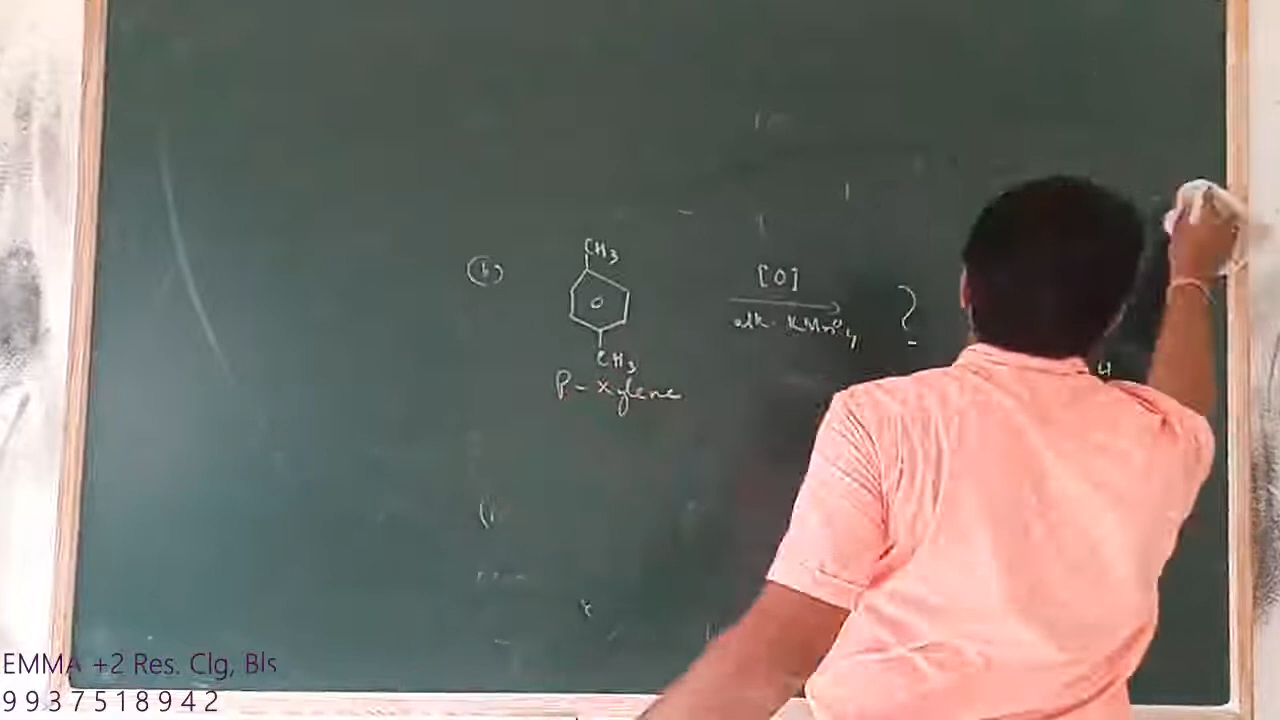 CH3
(b)
[O]
alk. KMnO4
?
CH3
P-xylene
EMMA +2 Res. Clg, Bls
9937518942